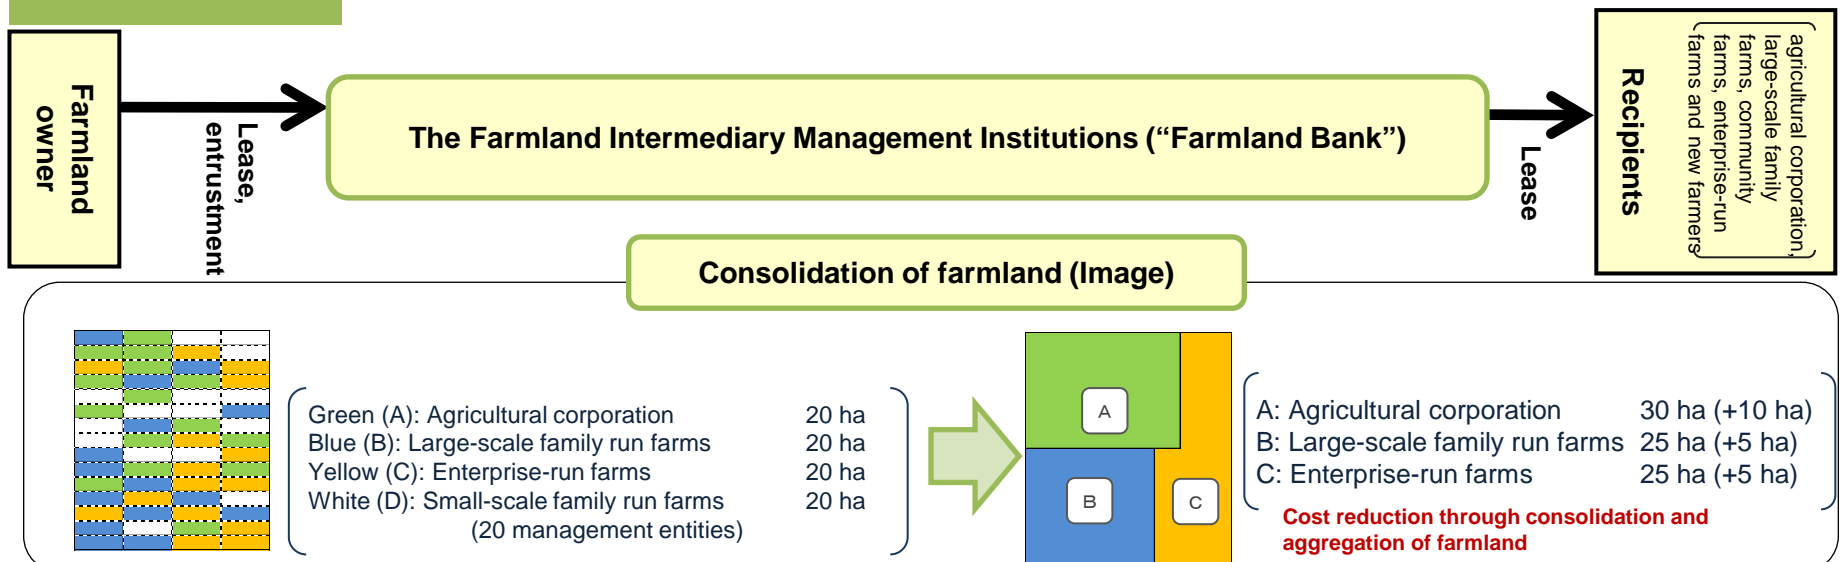 Farmland
owner
Lease,
entrustment
The Farmland Intermediary Management Institutions (“Farmland Bank”)
Lease
Recipients
agricultural corporation,
large-scale family
farms, community
farms, enterprise-run
farms and new farmers
Consolidation of farmland (Image)
Green (A): Agricultural corporation 20 ha
Blue (B): Large-scale family run farms 20 ha
Yellow (C): Enterprise-run farms 20 ha
White (D): Small-scale family run farms 20 ha
(20 management entities)
A
B
C
A: Agricultural corporation 30 ha (+10 ha)
B: Large-scale family run farms 25 ha (+5 ha)
C: Enterprise-run farms 25 ha (+5 ha)
Cost reduction through consolidation and
aggregation of farmland